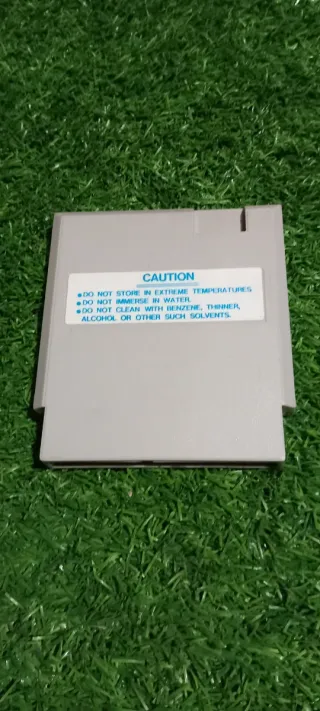 CAUTION
●DO NOT STORE IN EXTREME TEMPERATURES
●DO NOT IMMERSE IN WATER.
●DO NOT CLEAN WITH BENZENE, THINNER,
ALCOHOL OR OTHER SUCH SOLVENTS.